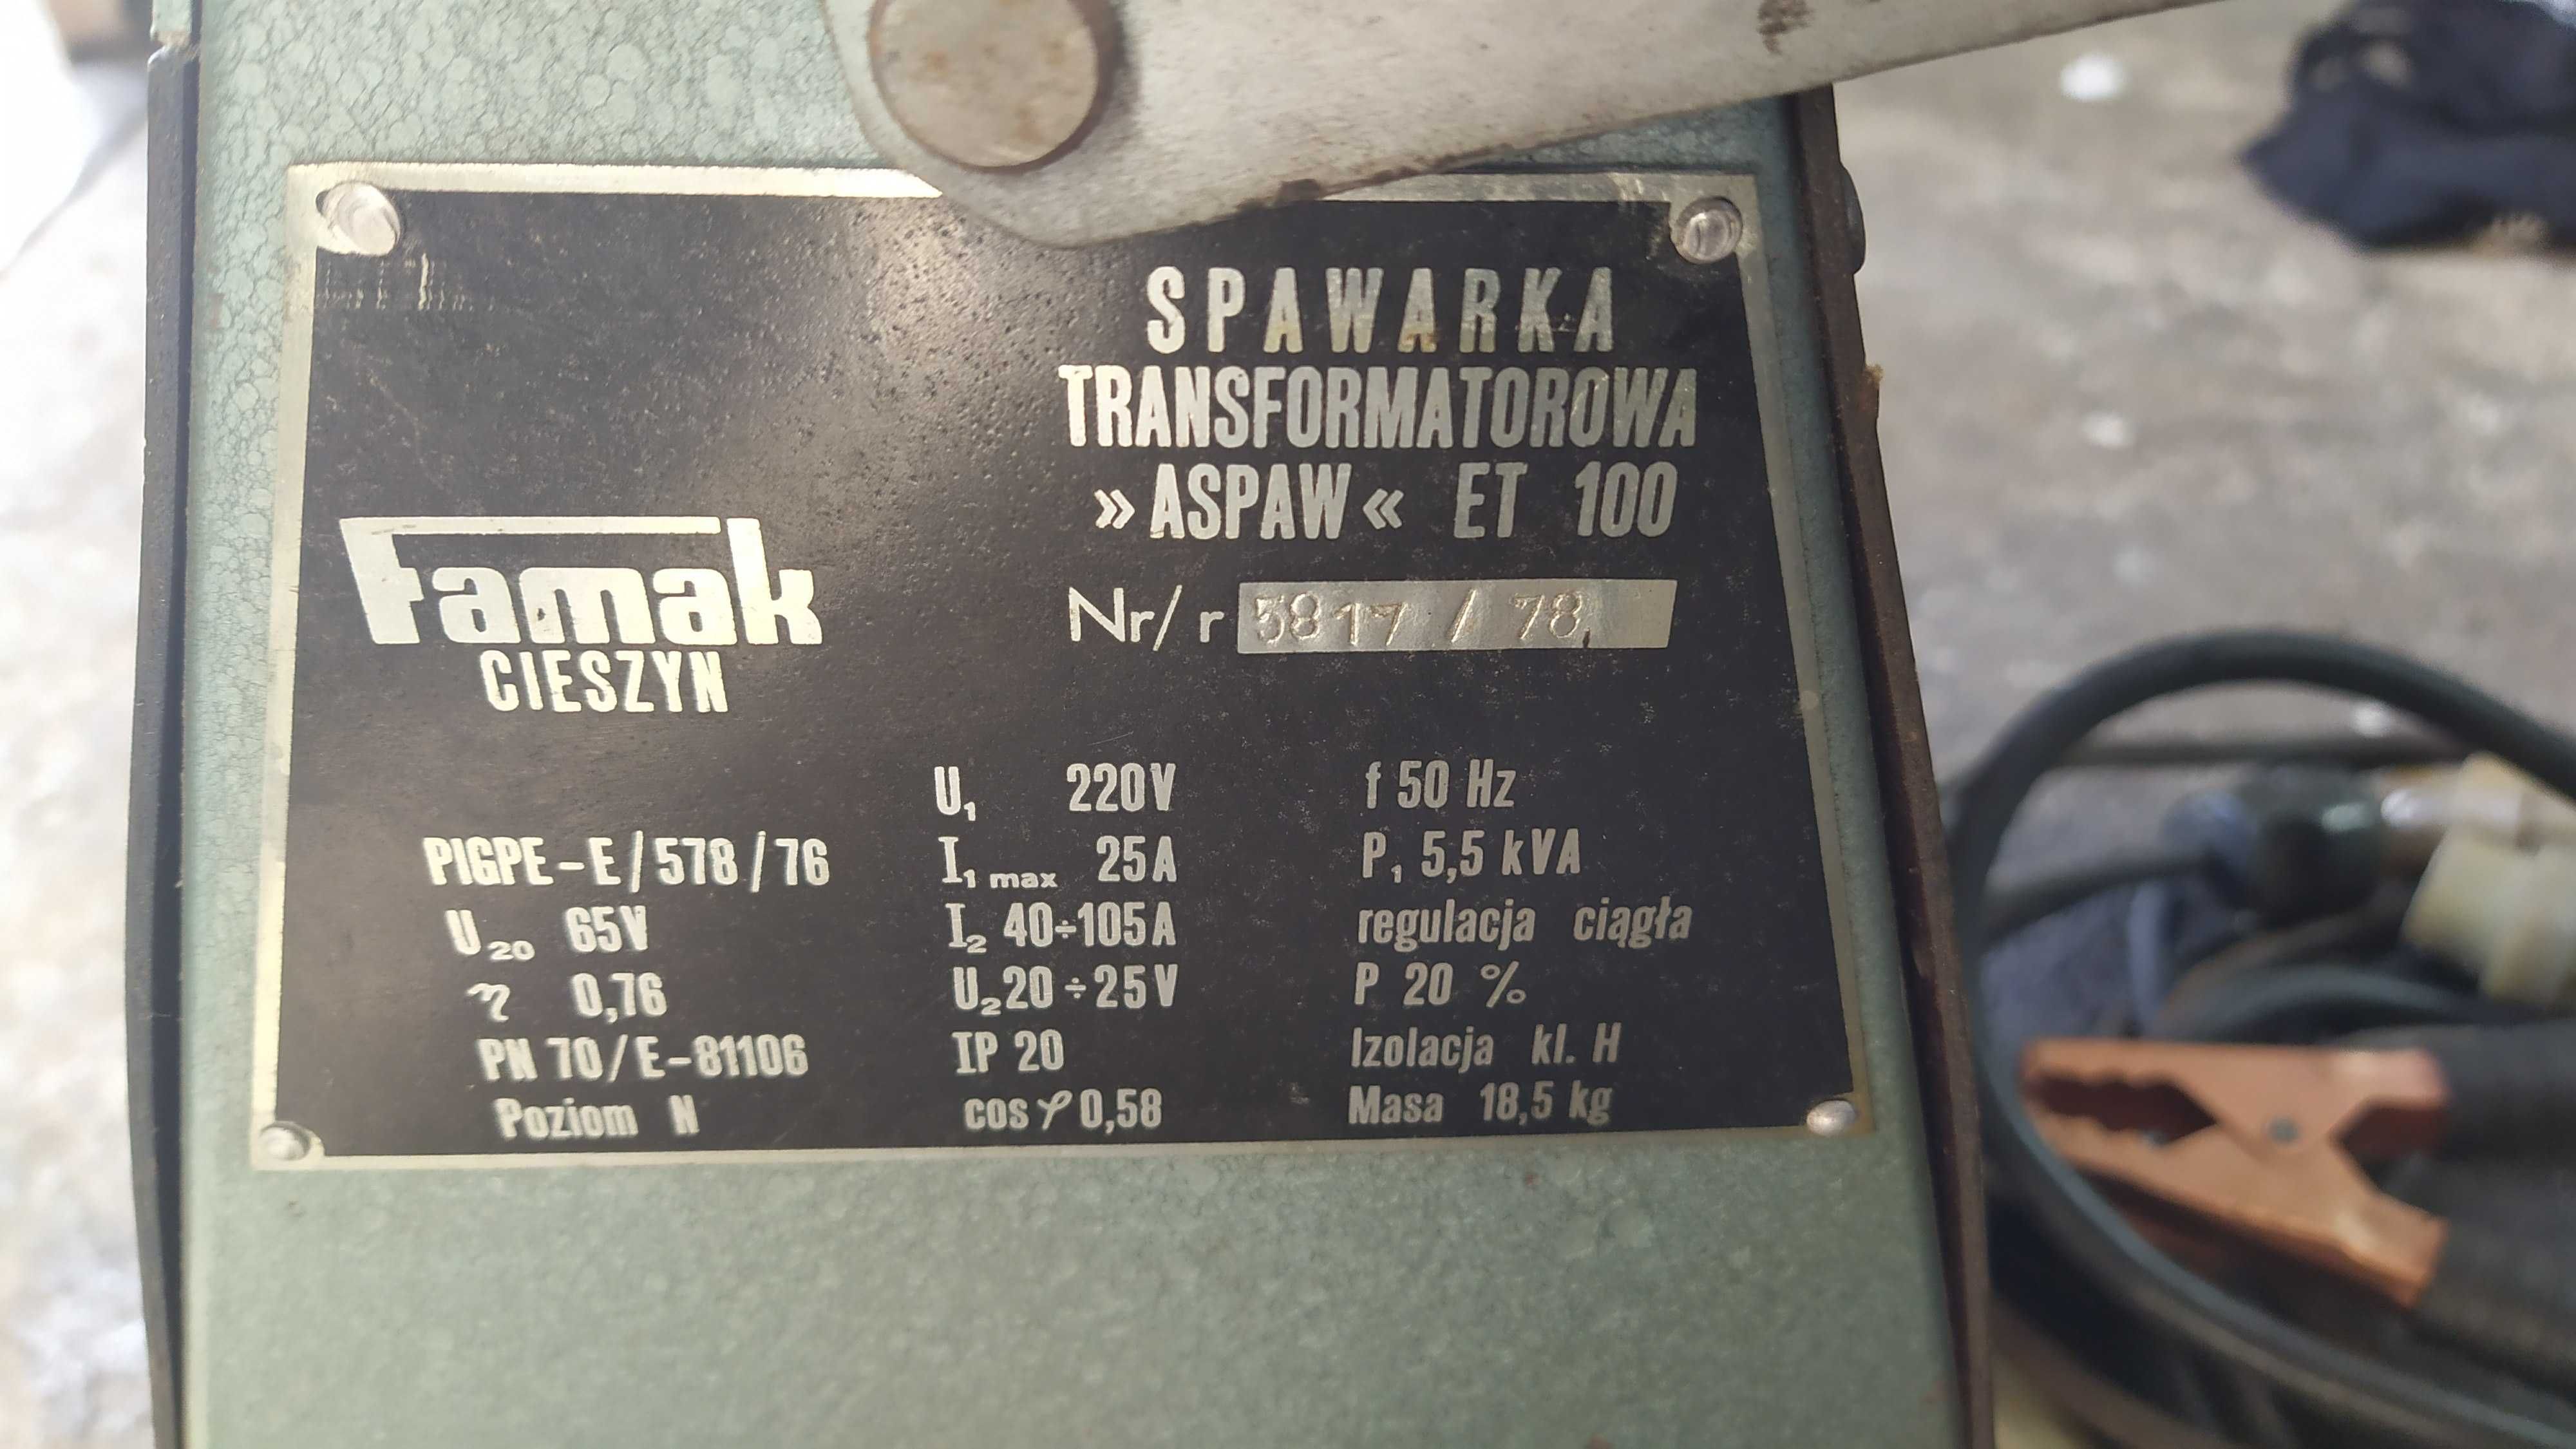 SPAWARKA
TRANSFORMATOROWA
»ASPAW« ET 100
Nr/r 5817 / 78
Famak
CIESZYN
U₁ 220V f 50 Hz
PIGPE-E/578/76 I₁ max 25A P₁ 5,5 kVA
U₂₀ 65V I₂ 40÷105A regulacja ciągła
η 0,76 U₂ 20÷25V P 20 %
PN 70/E-81106 IP 20 Izolacja kl. H
Poziom N cos φ 0,58 Masa 18,5 kg